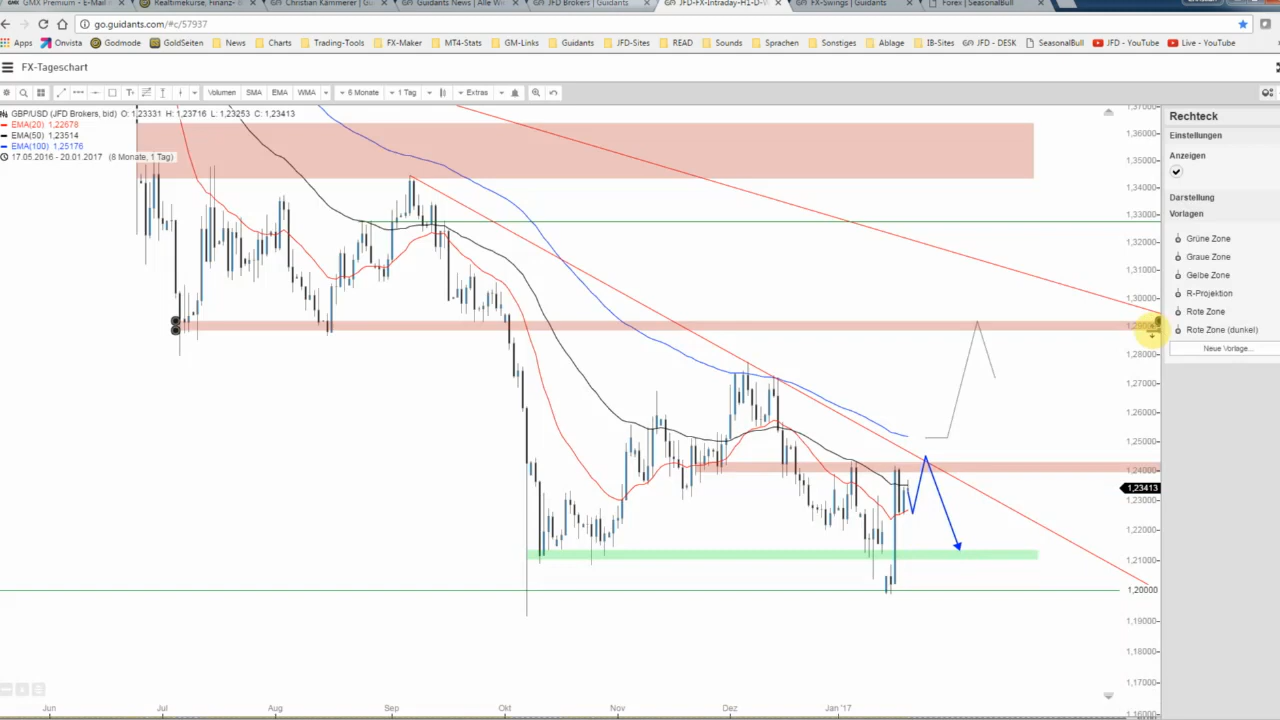 GMX Premium - E-Mail
Realtimekurse, Finanz-
Christian Kämmerer | Gu
Guidants News | Alle Wi
JFD Brokers | Guidants
JFD-FX-Intraday-H1-D-W
FX-Swings | Guidants
Forex | SeasonalBull
go.guidants.com/#c/57937
Apps Onvista Godmode GoldSeiten News Charts Trading-Tools FX-Maker MT4-Stats GM-Links Guidants JFD-Sites READ Sounds Sprachen Sonstiges Ablage IB-Sites JFD - DESK SeasonalBull JFD - YouTube Live - YouTube
FX-Tageschart
Volumen SMA EMA WMA 6 Monate 1 Tag Extras
GBP/USD (JFD Brokers, bid) O: 1,23331 H: 1,23716 L: 1,23253 C: 1,23413
EMA(20) 1,22678
EMA(50) 1,23514
EMA(100) 1,25176
17.05.2016 - 20.01.2017 (8 Monate, 1 Tag)
1,37000
1,36000
1,35000
1,34000
1,33000
1,32000
1,31000
1,30000
1,29000
1,28000
1,27000
1,26000
1,25000
1,24000
1,23413
1,23000
1,22000
1,21000
1,20000
1,19000
1,18000
1,17000
1,16000
Jun Jul Aug Sep Okt Nov Dez Jan '17
Rechteck
Einstellungen
Anzeigen
Darstellung
Vorlagen
Grüne Zone
Graue Zone
Gelbe Zone
R-Projektion
Rote Zone
Rote Zone (dunkel)
Neue Vorlage...